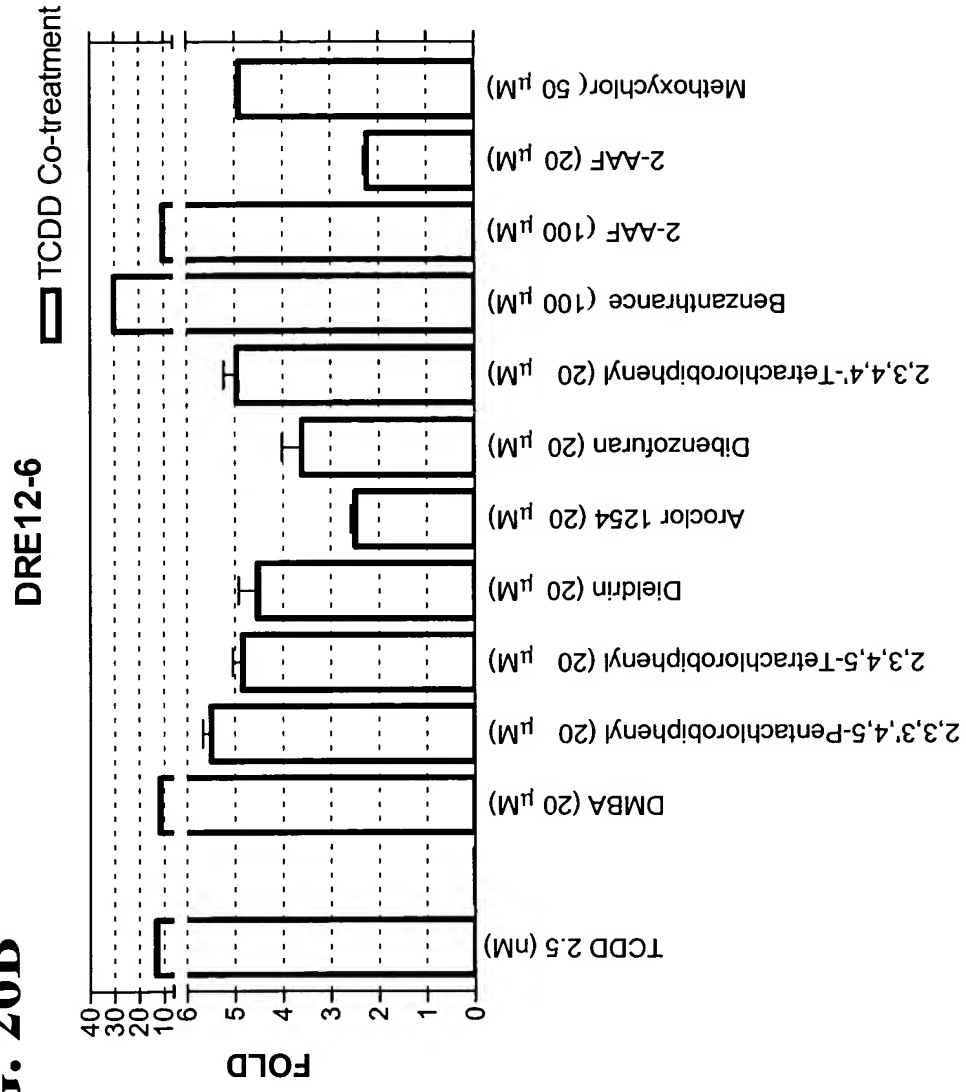 G. 20B
DRE12-6
TCDD Co-treatment
FOLD
40
30
20
10
6
5
4
3
2
1
0
TCDD 2.5 (nM)
DMBA (20 µM)
2,3,3',4,5-Pentachlorobiphenyl (20 µM)
2,3,4,5-Tetrachlorobiphenyl (20 µM)
Dieldrin (20 µM)
Aroclor 1254 (20 µM)
Dibenzofuran (20 µM)
2,3,4,4'-Tetrachlorobiphenyl (20 µM)
Benzanthrance (100 µM)
2-AAF (100 µM)
2-AAF (20 µM)
Methoxychlor ( 50 µM)